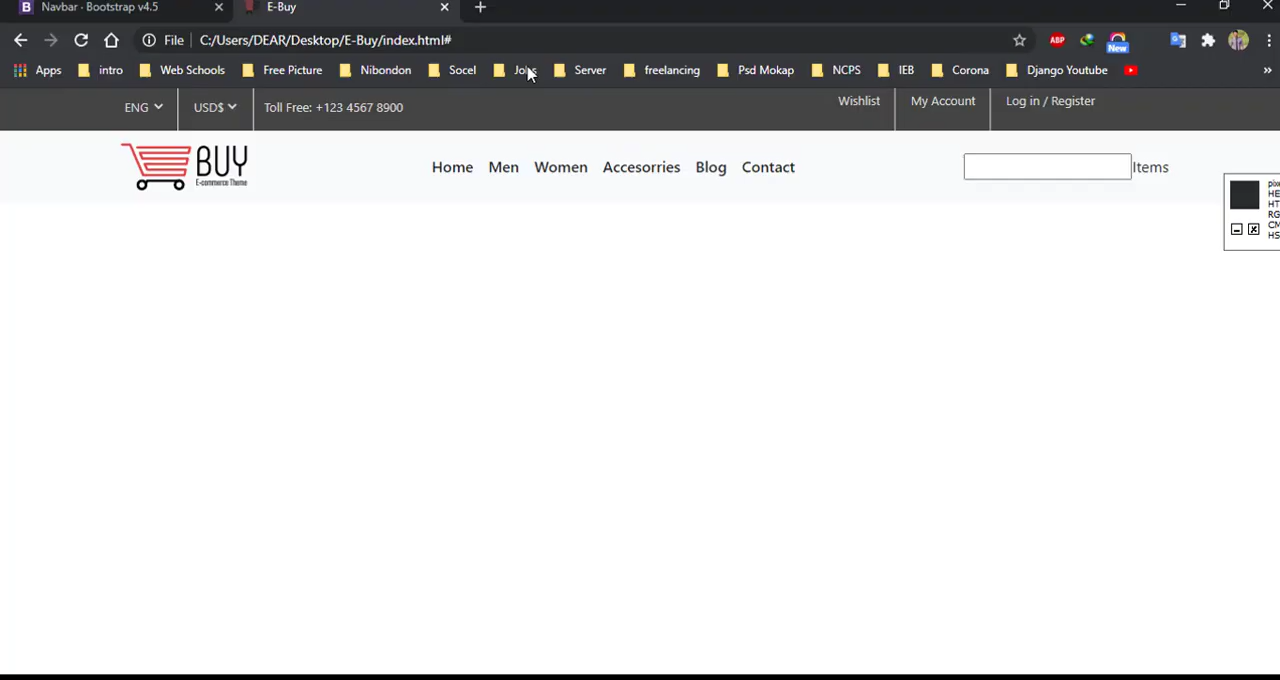 Navbar · Bootstrap v4.5
E-Buy
File
C:/Users/DEAR/Desktop/E-Buy/index.html#
ABP
New
Apps
intro
Web Schools
Free Picture
Nibondon
Socel
Server
freelancing
Psd Mokap
NCPS
IEB
Corona
Django Youtube
»
ENG
USD$
Toll Free: +123 4567 8900
Wishlist
My Account
Log in / Register
BUY
E-commerce Theme
Home
Men
Women
Accesorries
Blog
Contact
Items